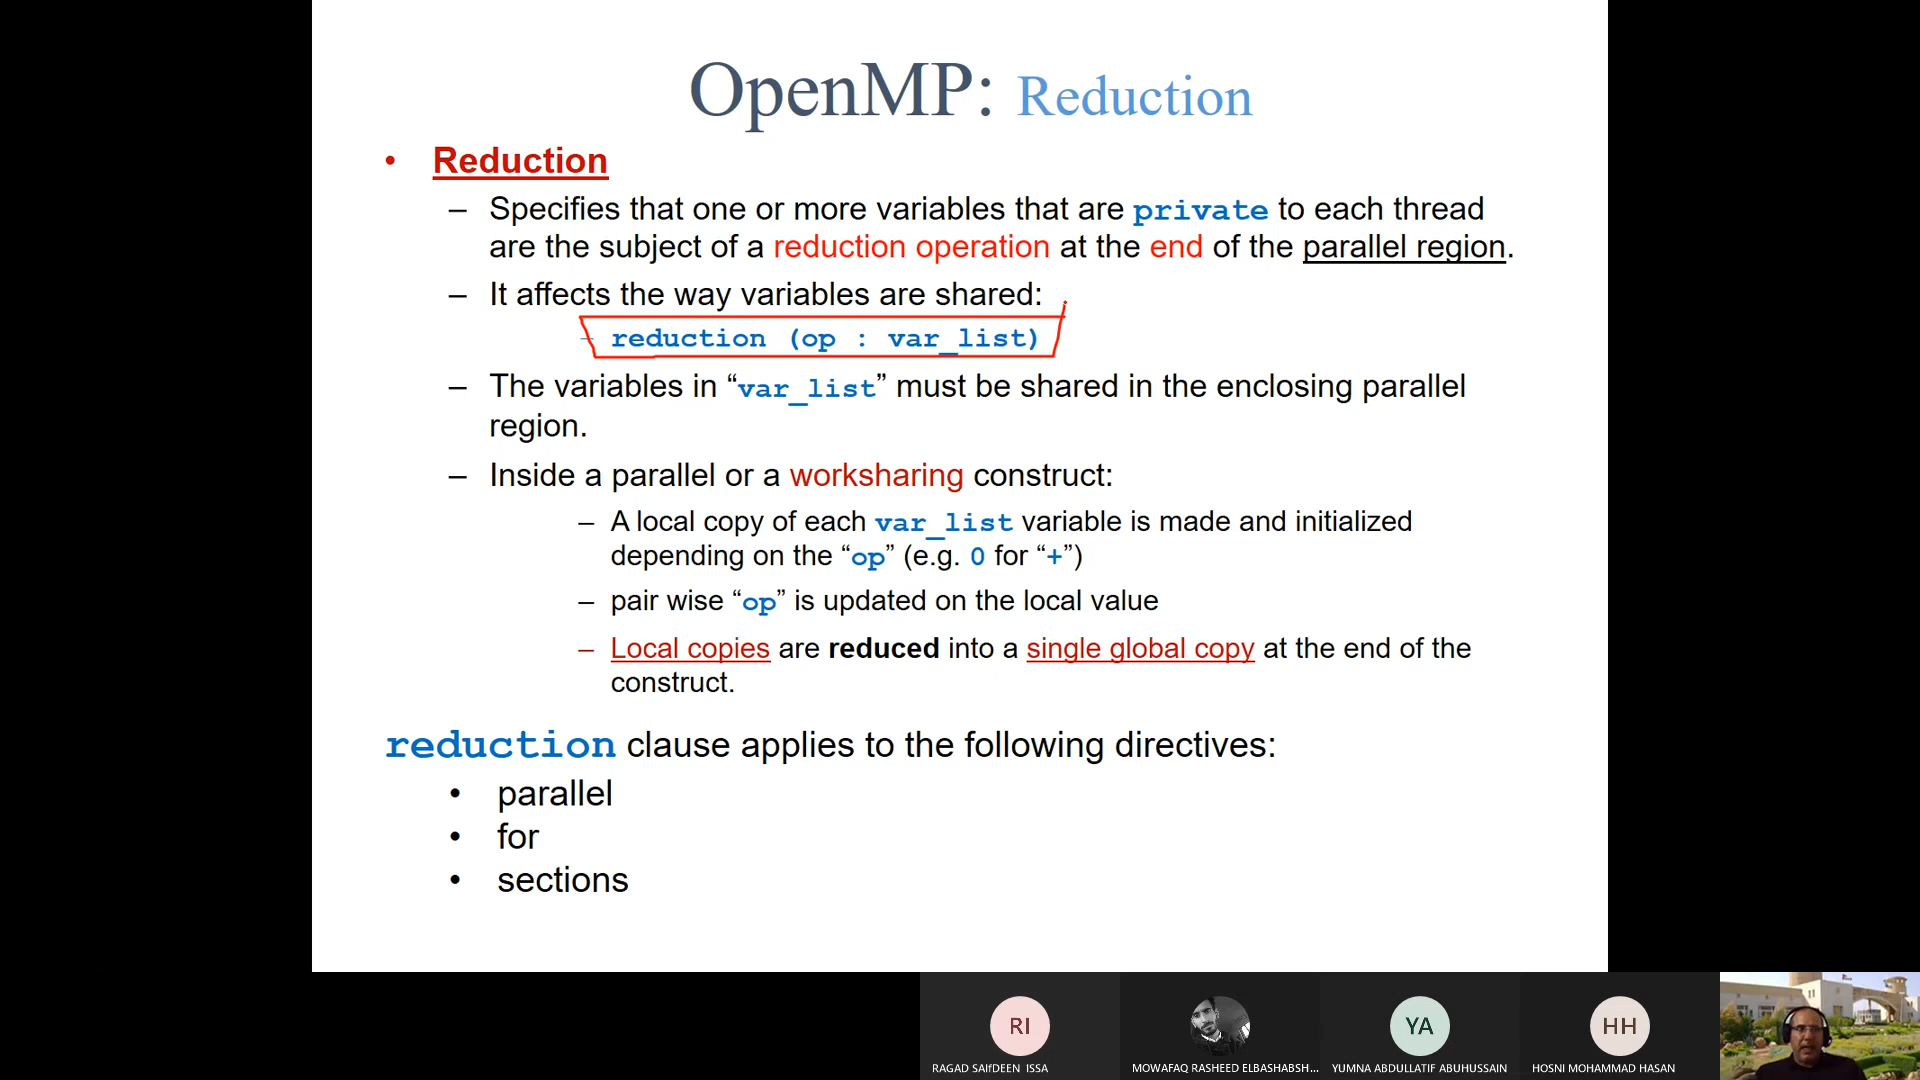 OpenMP: Reduction
• Reduction
– Specifies that one or more variables that are private to each thread
are the subject of a reduction operation at the end of the parallel region.
– It affects the way variables are shared:
– reduction (op : var_list)
– The variables in “var_list” must be shared in the enclosing parallel
region.
– Inside a parallel or a worksharing construct:
– A local copy of each var_list variable is made and initialized
depending on the “op” (e.g. 0 for “+”)
– pair wise “op” is updated on the local value
– Local copies are reduced into a single global copy at the end of the
construct.
reduction clause applies to the following directives:
• parallel
• for
• sections
RI
YA
HH
RAGAD SAIfDEEN ISSA
MOWAFAQ RASHEED ELBASHABSH...
YUMNA ABDULLATIF ABUHUSSAIN
HOSNI MOHAMMAD HASAN